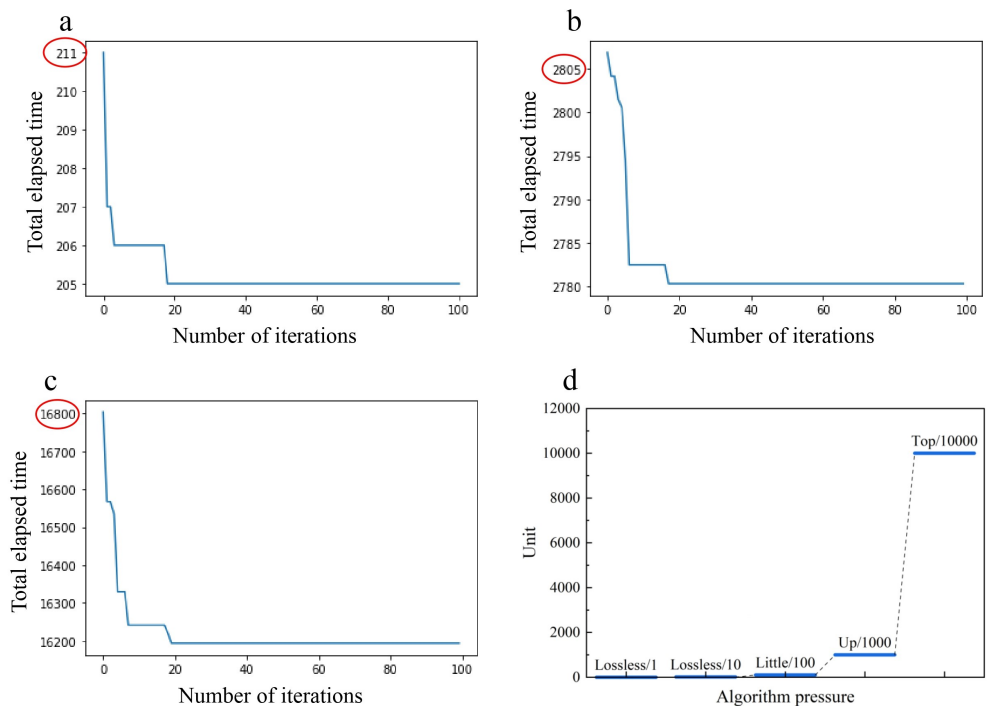 a
211
210
209
208
207
206
205
Total elapsed time
0 20 40 60 80 100
Number of iterations
b
2805
2800
2795
2790
2785
2780
Total elapsed time
0 20 40 60 80 100
Number of iterations
c
16800
16700
16600
16500
16400
16300
16200
Total elapsed time
0 20 40 60 80 100
Number of iterations
d
12000
10000
8000
6000
4000
2000
0
Unit
Lossless/1
Lossless/10
Little/100
Up/1000
Top/10000
Algorithm pressure